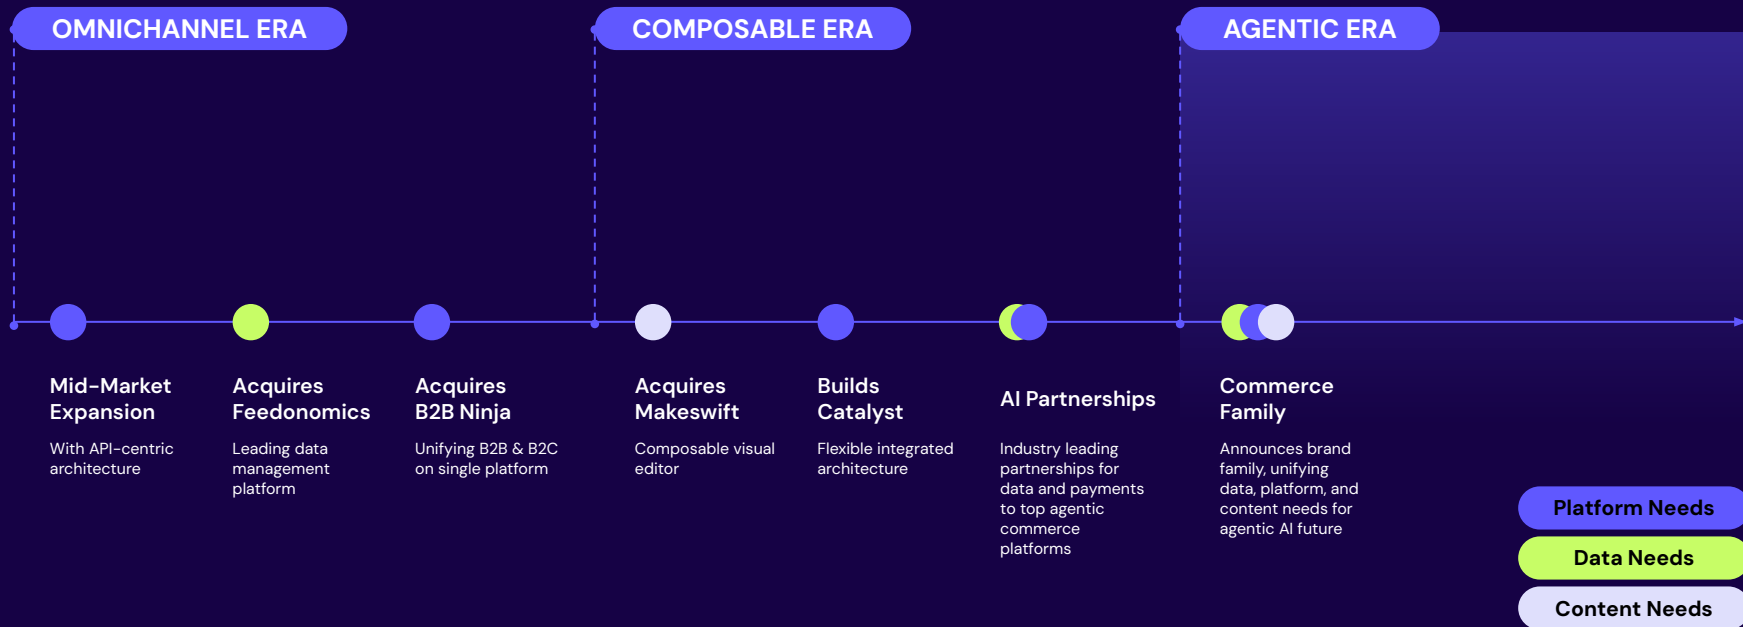 OMNICHANNEL ERA
COMPOSABLE ERA
AGENTIC ERA
Mid-Market
Expansion
With API-centric
architecture
Acquires
Feedonomics
Leading data
management
platform
Acquires
B2B Ninja
Unifying B2B & B2C
on single platform
Acquires
Makeswift
Composable visual
editor
Builds
Catalyst
Flexible integrated
architecture
AI Partnerships
Industry leading
partnerships for
data and payments
to top agentic
commerce
platforms
Commerce
Family
Announces brand
family, unifying
data, platform, and
content needs for
agentic AI future
Platform Needs
Data Needs
Content Needs